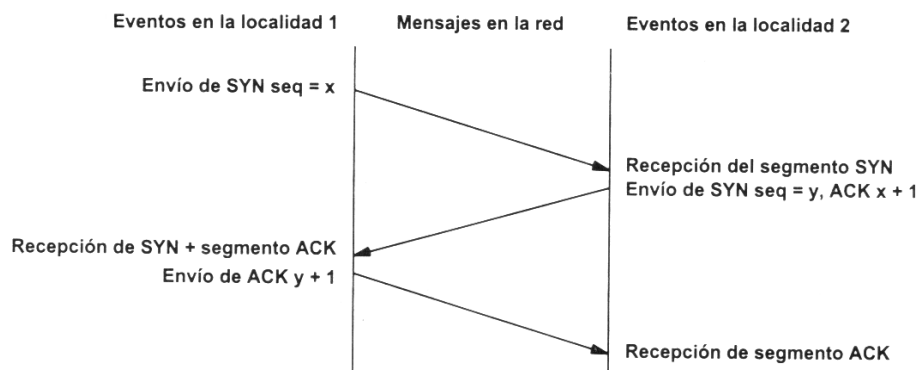 Eventos en la localidad 1
Mensajes en la red
Eventos en la localidad 2
Envío de SYN seq = x
Recepción del segmento SYN
Envío de SYN seq = y, ACK x + 1
Recepción de SYN + segmento ACK
Envío de ACK y + 1
Recepción de segmento ACK